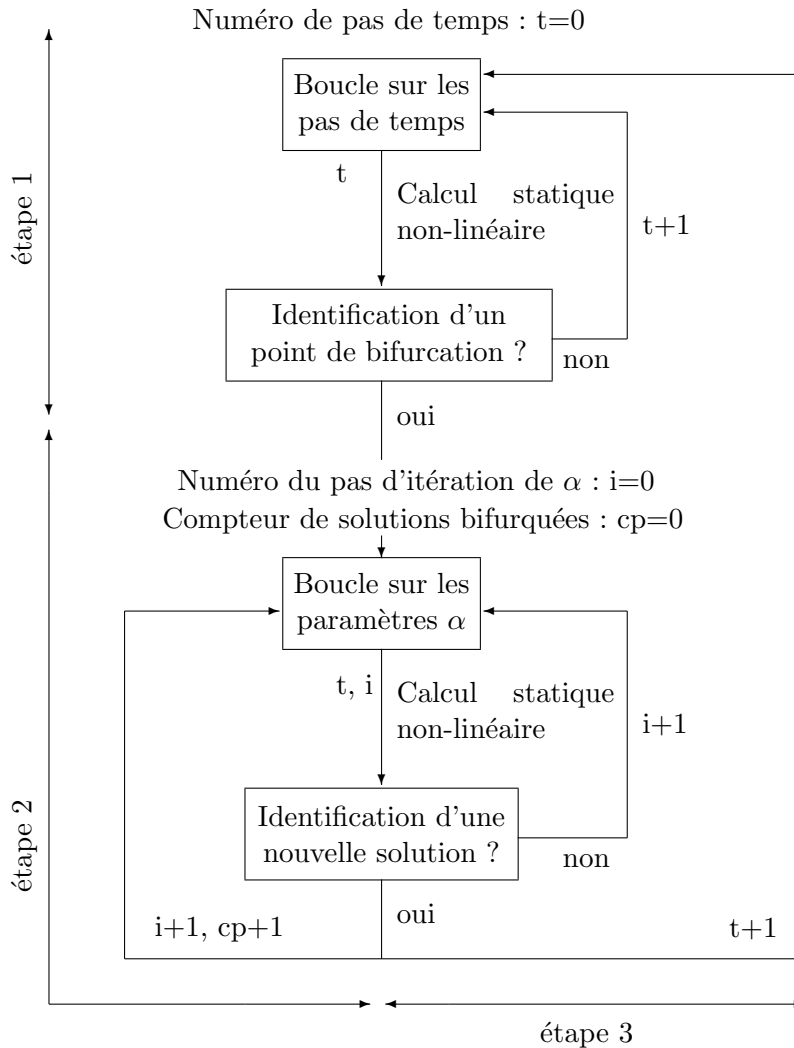 Numéro de pas de temps : t=0
Boucle sur les
pas de temps
t
Calcul statique
non-linéaire
t+1
étape 1
Identification d'un
point de bifurcation ?
non
oui
Numéro du pas d'itération de α : i=0
Compteur de solutions bifurquées : cp=0
Boucle sur les
paramètres α
t, i
Calcul statique
non-linéaire
i+1
étape 2
Identification d'une
nouvelle solution ?
non
oui
i+1, cp+1
t+1
étape 3